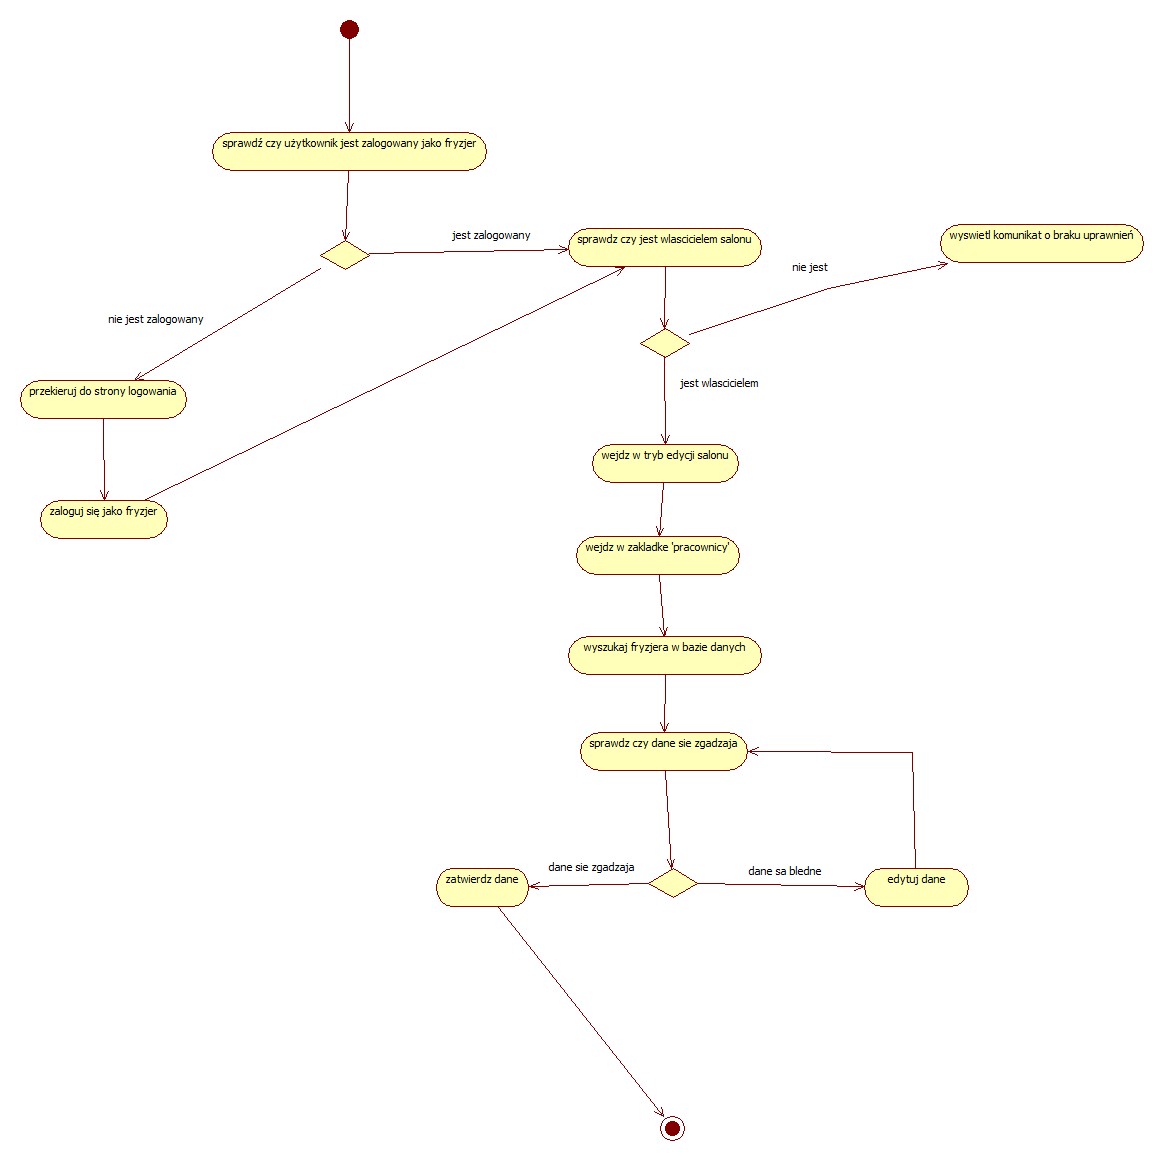 sprawdź czy użytkownik jest zalogowany jako fryzjer
jest zalogowany
sprawdz czy jest wlascicielem salonu
wyswietl komunikat o braku uprawnień
nie jest
nie jest zalogowany
przekieruj do strony logowania
jest wlascicielem
wejdz w tryb edycji salonu
zaloguj się jako fryzjer
wejdz w zakladke 'pracownicy'
wyszukaj fryzjera w bazie danych
sprawdz czy dane sie zgadzaja
dane sie zgadzaja
dane sa bledne
zatwierdz dane
edytuj dane